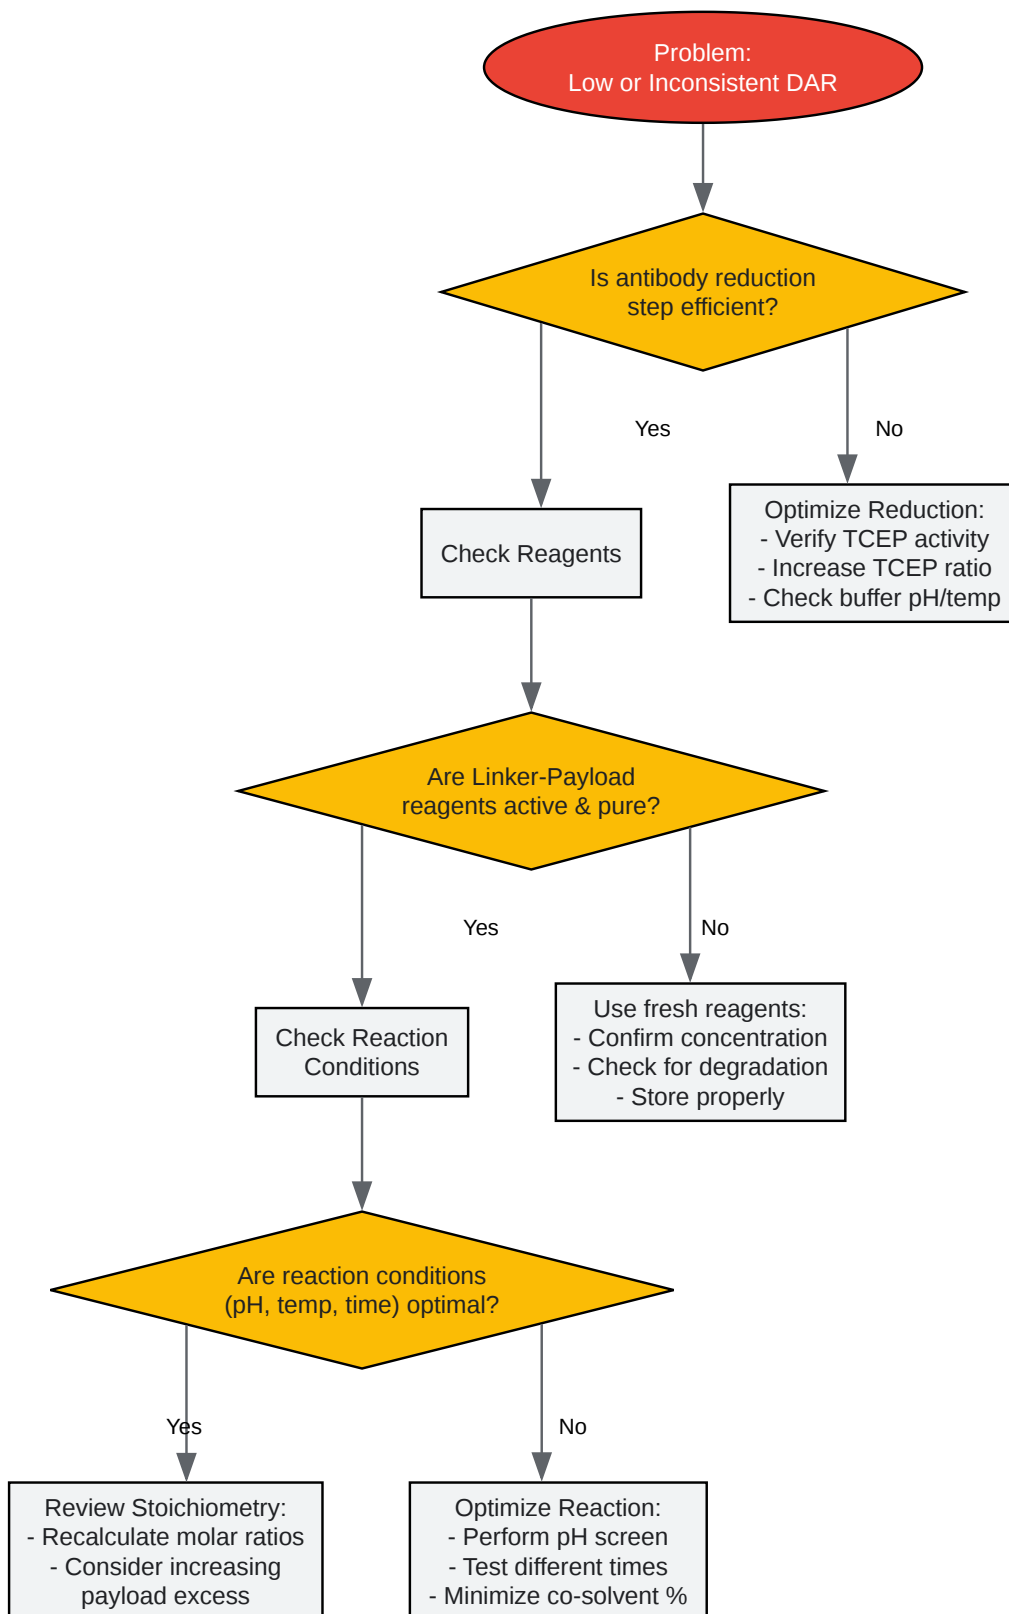 Problem:
Low or Inconsistent DAR
Is antibody reduction
step efficient?
Yes
No
Optimize Reduction:
- Verify TCEP activity
- Increase TCEP ratio
- Check buffer pH/temp
Check Reagents
Are Linker-Payload
reagents active & pure?
Yes
No
Use fresh reagents:
- Confirm concentration
- Check for degradation
- Store properly
Check Reaction
Conditions
Are reaction conditions
(pH, temp, time) optimal?
Yes
No
Review Stoichiometry:
- Recalculate molar ratios
- Consider increasing
payload excess
Optimize Reaction:
- Perform pH screen
- Test different times
- Minimize co-solvent %